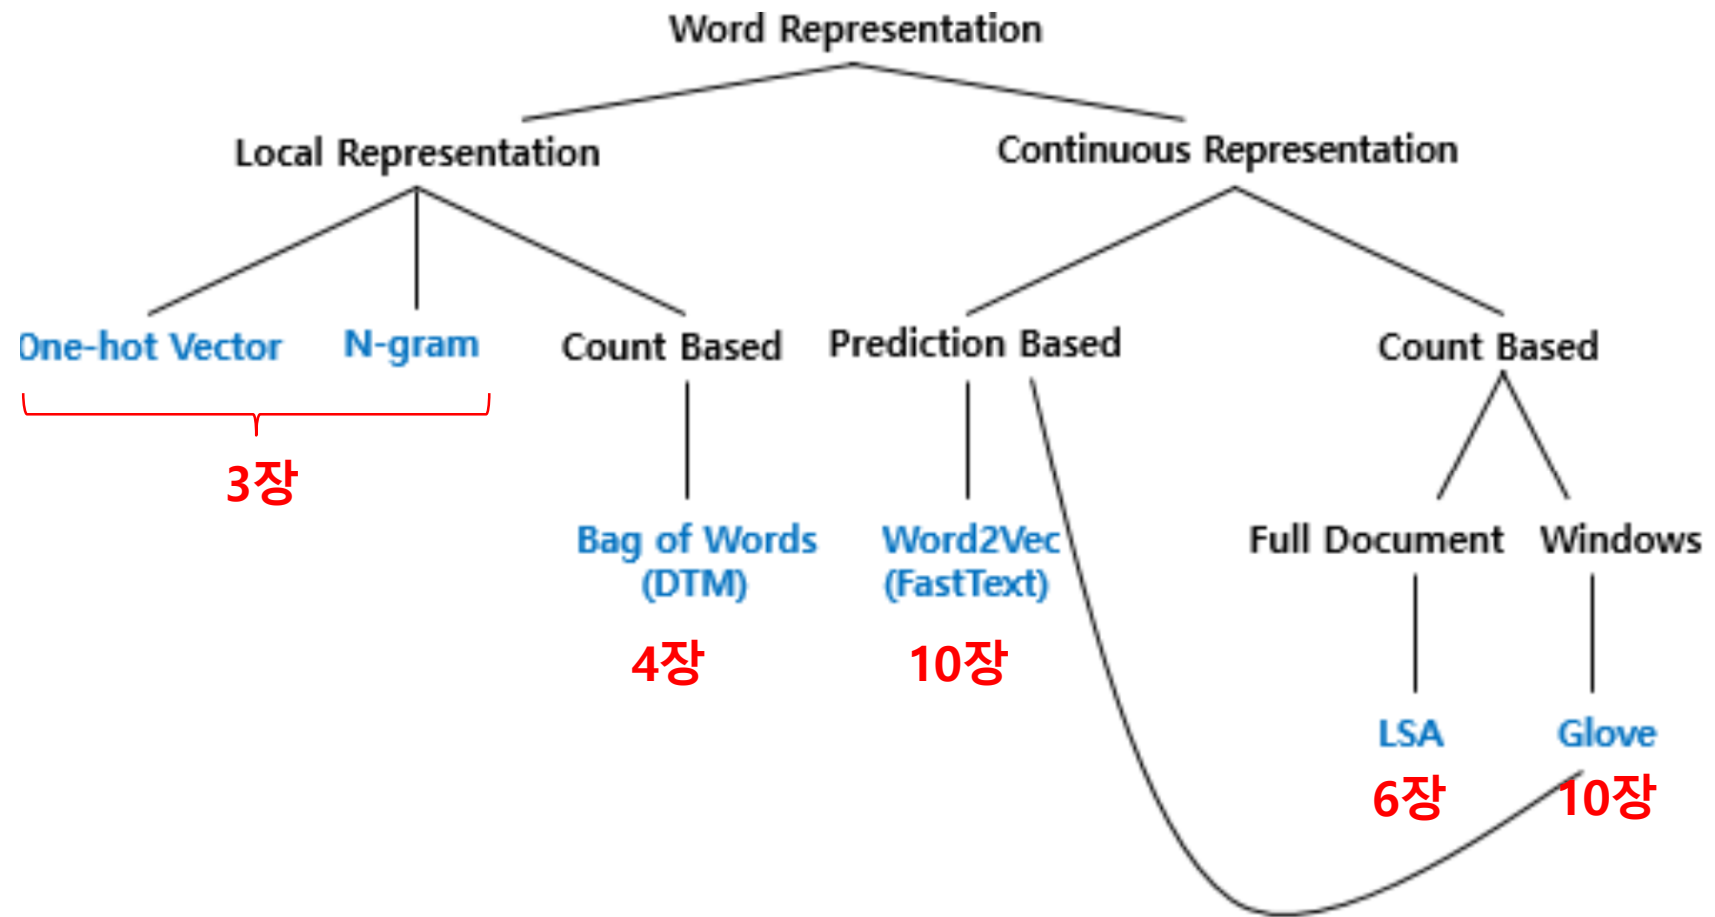 Word Representation
Local Representation
Continuous Representation
One-hot Vector
N-gram
Count Based
Prediction Based
Count Based
3장
Bag of Words
(DTM)
Word2Vec
(FastText)
Full Document
Windows
4장
10장
LSA
Glove
6장
10장